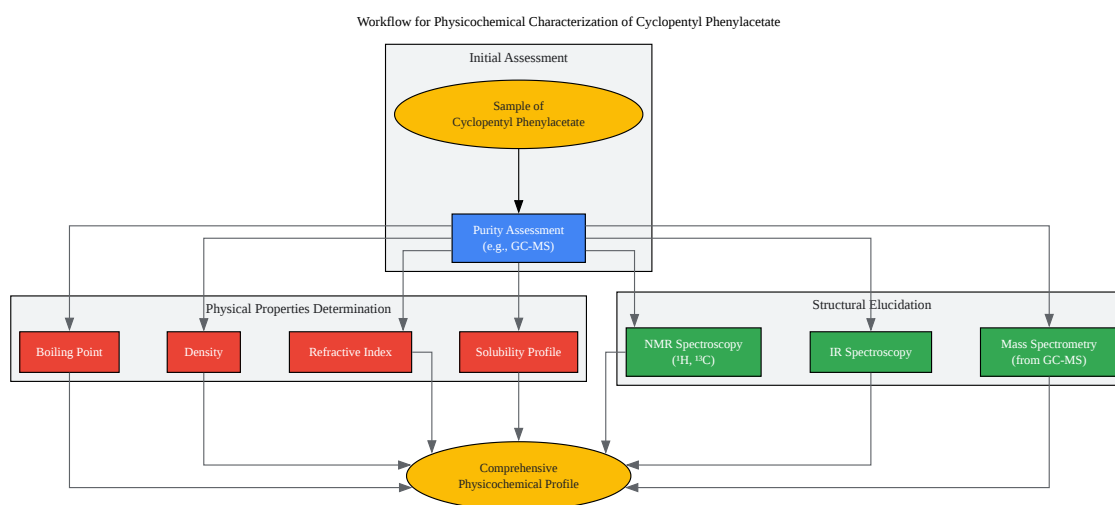 Workflow for Physicochemical Characterization of Cyclopentyl Phenylacetate
Initial Assessment
Sample of
Cyclopentyl Phenylacetate
Purity Assessment
(e.g., GC-MS)
Physical Properties Determination
Boiling Point
Density
Refractive Index
Solubility Profile
Structural Elucidation
NMR Spectroscopy
(¹H, ¹³C)
IR Spectroscopy
Mass Spectrometry
(from GC-MS)
Comprehensive
Physicochemical Profile